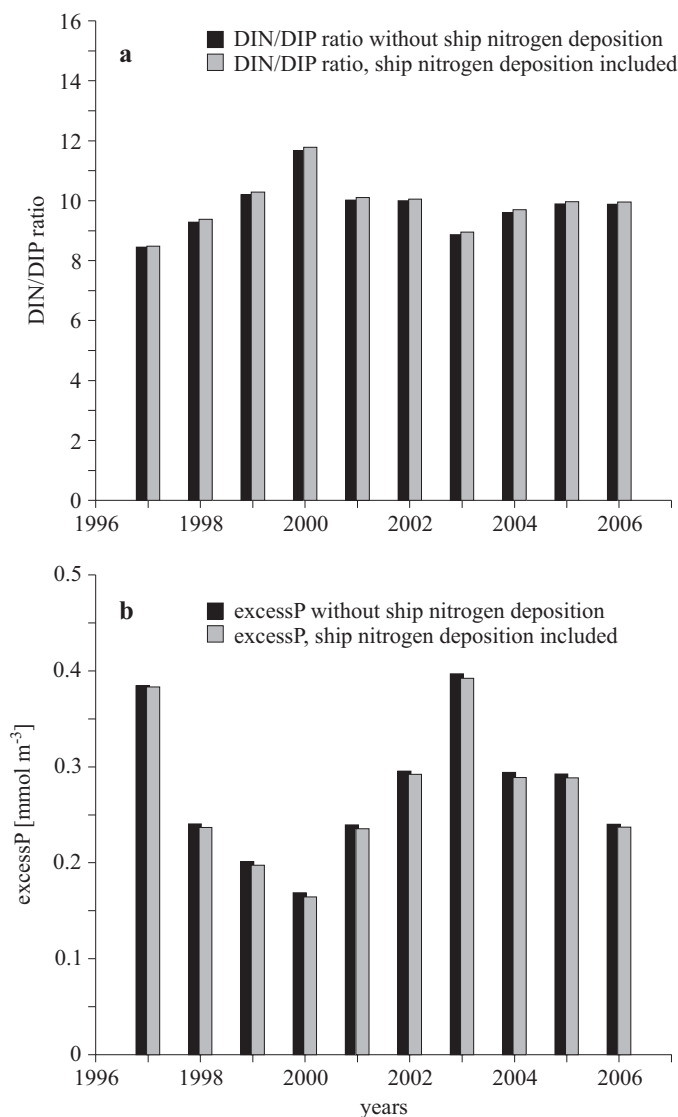 16
14
12
10
8
6
4
2
0
DIN/DIP ratio
a
DIN/DIP ratio without ship nitrogen deposition
DIN/DIP ratio, ship nitrogen deposition included
1996 1998 2000 2002 2004 2006
0.5
0.4
0.3
0.2
0.1
0
excessP [mmol m⁻³]
b
excessP without ship nitrogen deposition
excessP, ship nitrogen deposition included
1996 1998 2000 2002 2004 2006
years